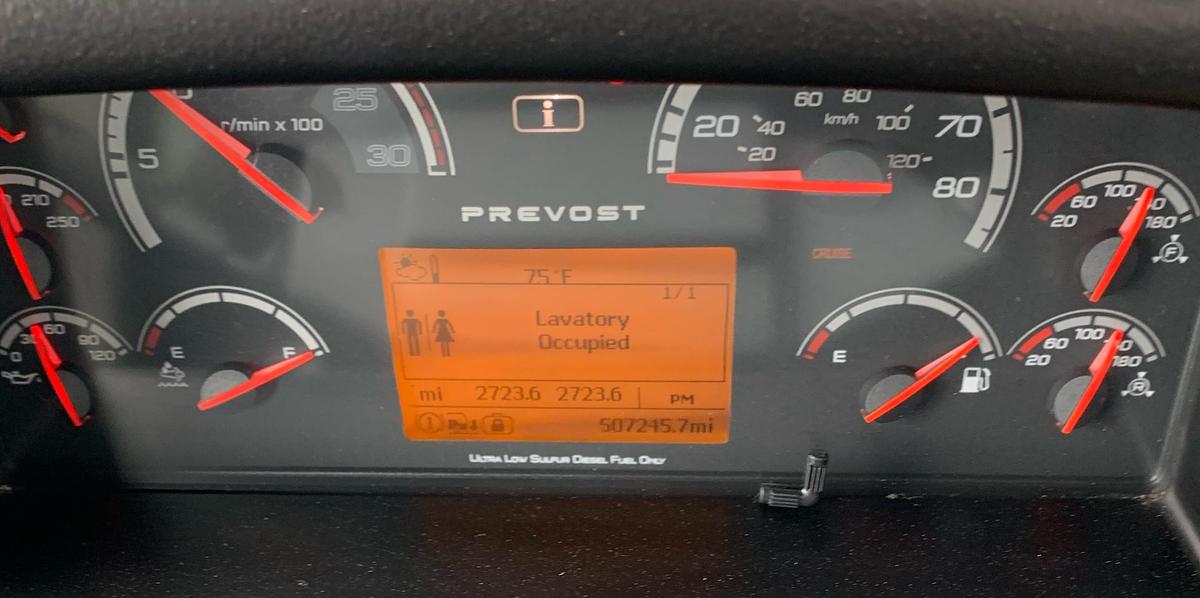 25
r/min x 100
30
5
i
60 80
km/h
20 40
100
70
20
120
80
PREVOST
210
250
CRUISE
100
60
20
180
F
75°F
1/1
Lavatory
Occupied
mi 2723.6 2723.6 PM
507245.7mi
60
90
0
120
E
F
E
100
60
20
180
R
ULTRA LOW SULFUR DIESEL FUEL ONLY